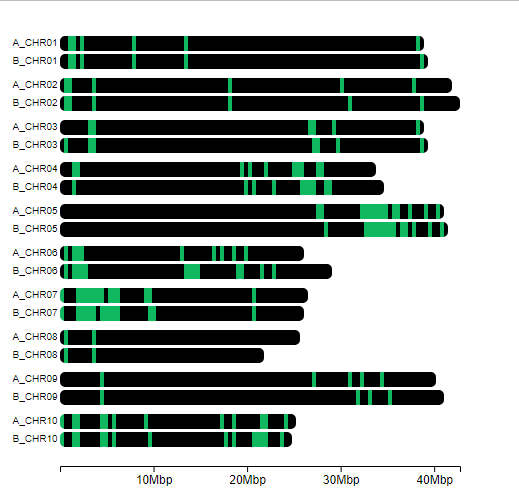 A_CHR01
B_CHR01
A_CHR02
B_CHR02
A_CHR03
B_CHR03
A_CHR04
B_CHR04
A_CHR05
B_CHR05
A_CHR06
B_CHR06
A_CHR07
B_CHR07
A_CHR08
B_CHR08
A_CHR09
B_CHR09
A_CHR10
B_CHR10
10Mbp 20Mbp 30Mbp 40Mbp